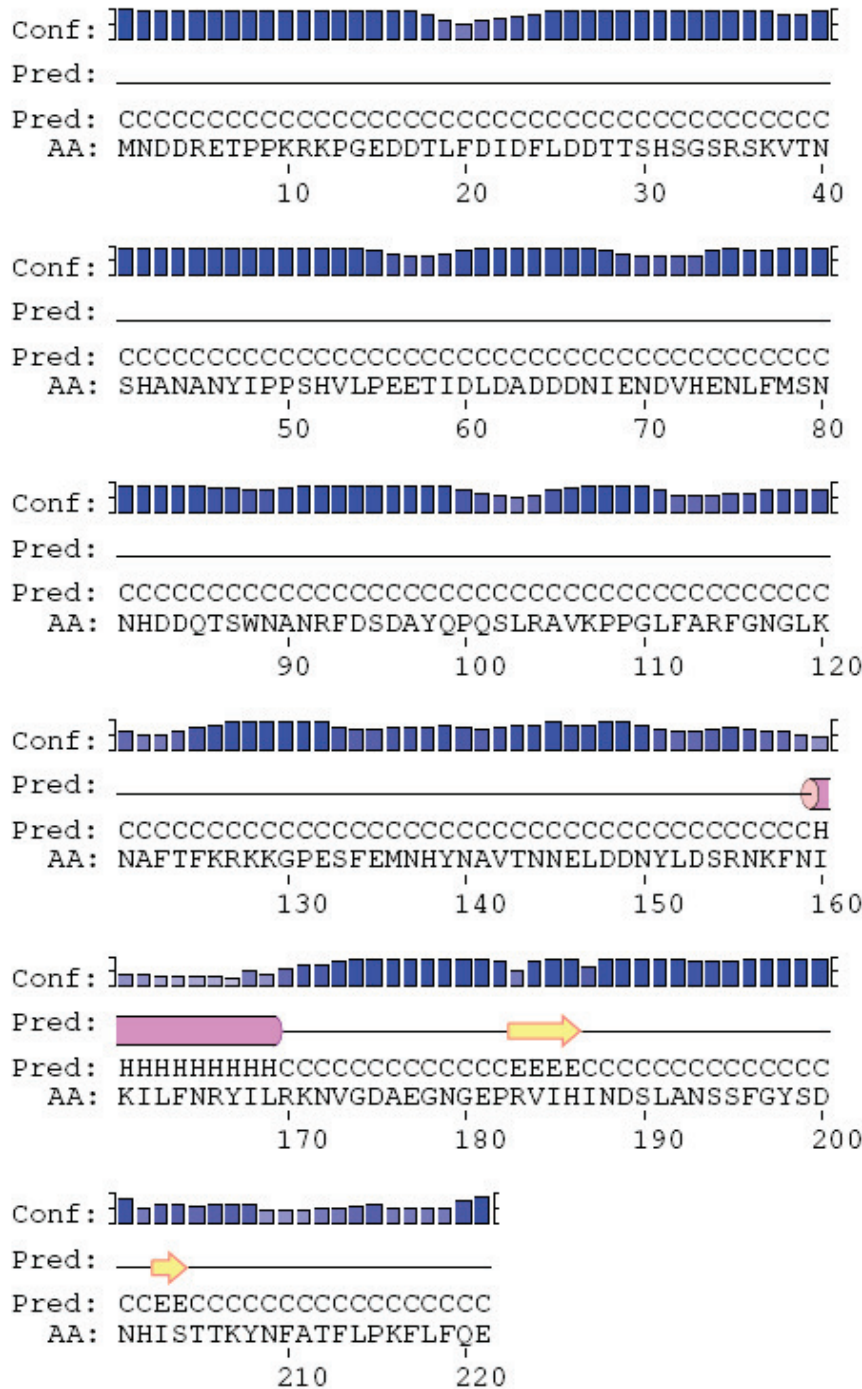 Conf:
Pred:
Pred: CCCCCCCCCCCCCCCCCCCCCCCCCCCCCCCCCCCCCCCC
AA: MNDDRETPPKRKPGEDDTLFDIDFLDDTTSHSGSRSKVTN
10 20 30 40
Conf:
Pred:
Pred: CCCCCCCCCCCCCCCCCCCCCCCCCCCCCCCCCCCCCCCC
AA: SHANANYIPPSHVLPEETIDLDADDDNIENDVHENLFMSN
50 60 70 80
Conf:
Pred:
Pred: CCCCCCCCCCCCCCCCCCCCCCCCCCCCCCCCCCCCCCCC
AA: NHDDQTSWNANRFDSDAYQPQSLRAVKPPGLFARFGNGLK
90 100 110 120
Conf:
Pred:
Pred: CCCCCCCCCCCCCCCCCCCCCCCCCCCCCCCCCCCCCCCH
AA: NAFTFKRKKGPESFEMNHYNAVTNNELDDNYLDSRNKFNI
130 140 150 160
Conf:
Pred:
Pred: HHHHHHHHHCCCCCCCCCCCCCEEEECCCCCCCCCCCCCC
AA: KILFNRYILRKNVGDAEGNGEPRVIHINDSLANSSFGYSD
170 180 190 200
Conf:
Pred:
Pred: CCEECCCCCCCCCCCCCCCCC
AA: NHISTTKYNFATFLPKFLFQE
210 220